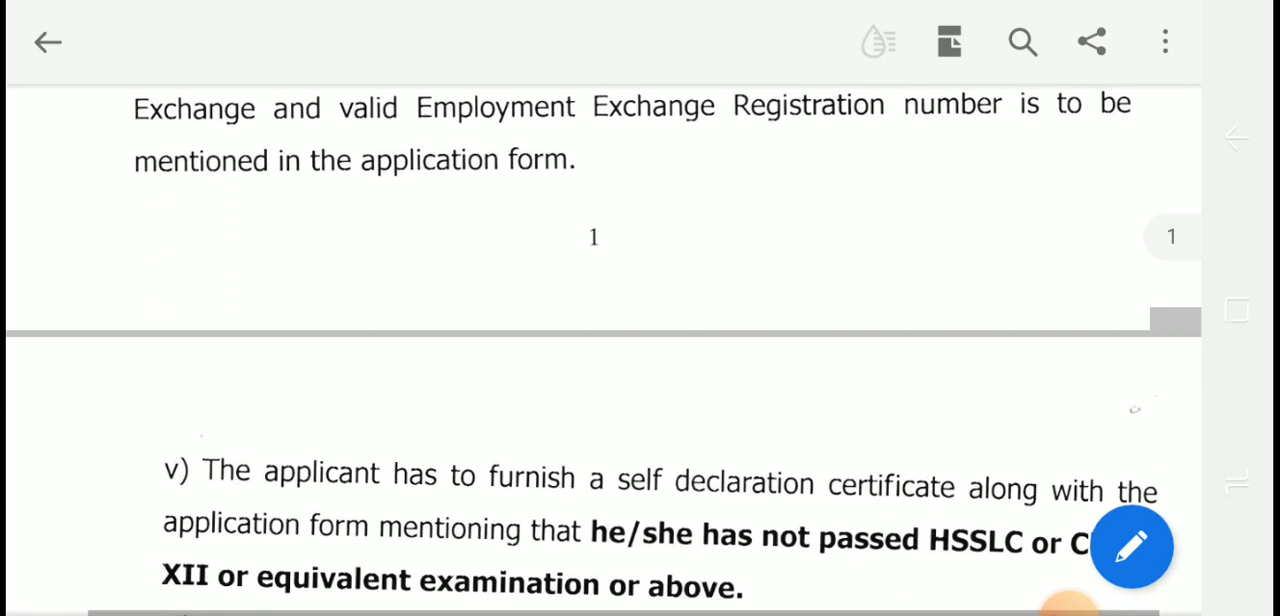 Exchange and valid Employment Exchange Registration number is to be
mentioned in the application form.
1
1
v) The applicant has to furnish a self declaration certificate along with the
application form mentioning that he/she has not passed HSSLC or
XII or equivalent examination or above.